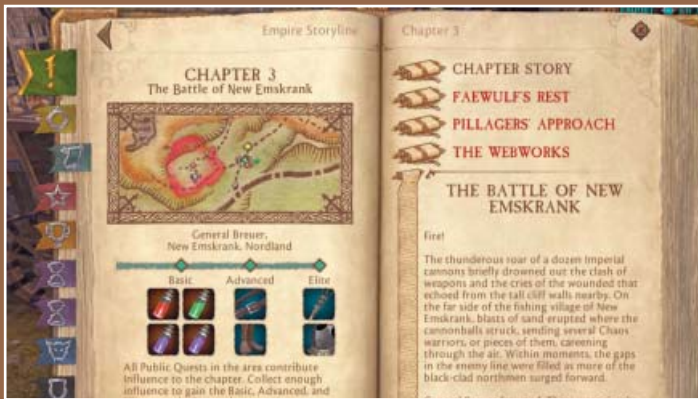 Empire Storyline
CHAPTER 3
The Battle of New Emskrank
General Breuer,
New Emskrank, Nordland
Basic Advanced Elite
All Public Quests in the area contribute
Influence to the chapter. Collect enough
influence to gain the Basic, Advanced, and
Chapter 3
CHAPTER STORY
FAEWULF'S REST
PILLAGERS' APPROACH
THE WEBWORKS
THE BATTLE OF NEW
EMSKRANK
Fire!
The thunderous roar of a dozen Imperial
cannons briefly drowned out the clash of
weapons and the cries of the wounded that
echoed from the tall cliff walls nearby. On
the far side of the fishing village of New
Emskrank, blasts of sand erupted where the
cannonballs struck, sending several Chaos
warriors, or pieces of them, careening
through the air. Within moments, the gaps
in the enemy line were filled as more of the
black-clad northmen surged forward.